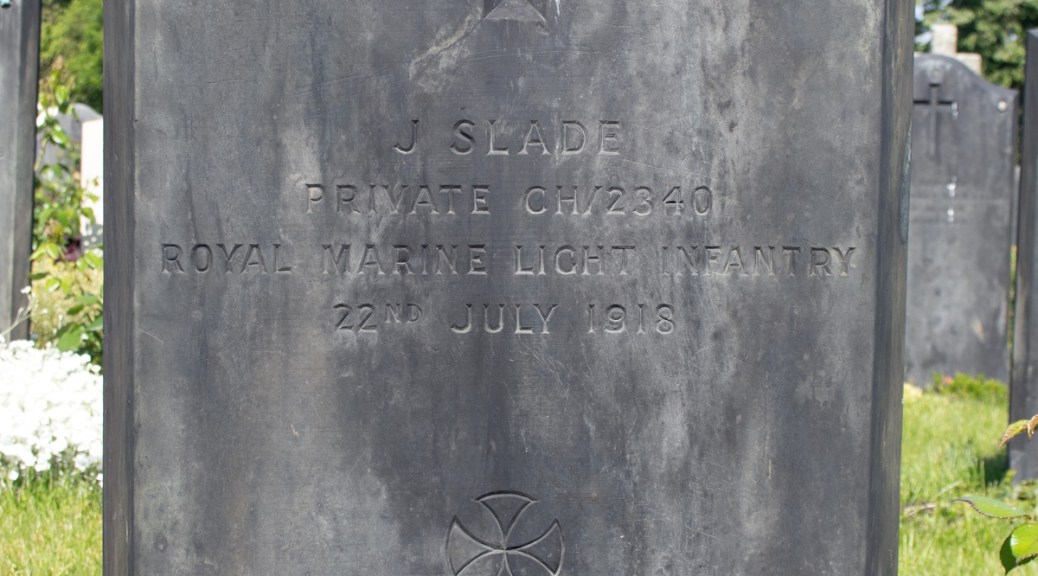 J SLADE
PRIVATE CH/2340
ROYAL MARINE LIGHT INFANTRY
22ND JULY 1918